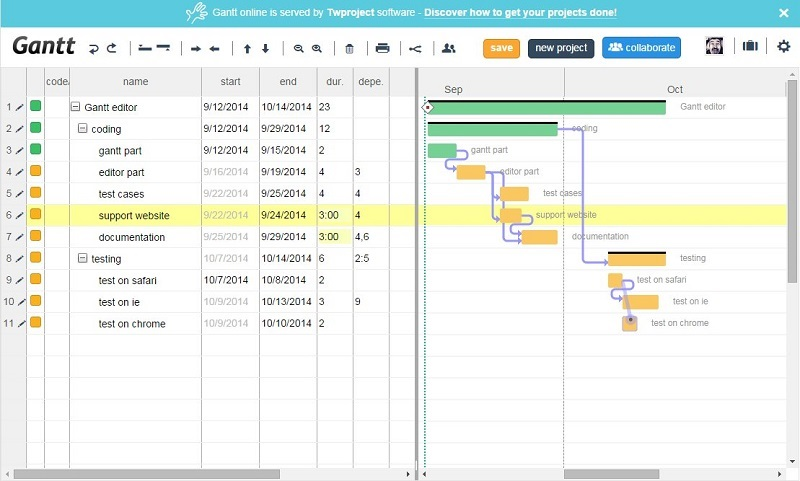 Gantt online is served by Twproject software - Discover how to get your projects done!
Gantt
save
new project
collaborate
code/ name start end dur. depe.
Sep Oct
1 Gantt editor 9/12/2014 10/14/2014 23 Gantt editor
2 coding 9/12/2014 9/29/2014 12 coding
3 gantt part 9/12/2014 9/15/2014 2 gantt part
4 editor part 9/16/2014 9/19/2014 4 3 editor part
5 test cases 9/22/2014 9/25/2014 4 4 test cases
6 support website 9/22/2014 9/24/2014 3:00 4 support website
7 documentation 9/25/2014 9/29/2014 3:00 4,6 documentation
8 testing 10/7/2014 10/14/2014 6 2:5 testing
9 test on safari 10/7/2014 10/8/2014 2 test on safari
10 test on ie 10/9/2014 10/13/2014 3 9 test on ie
11 test on chrome 10/9/2014 10/10/2014 2 test on chrome